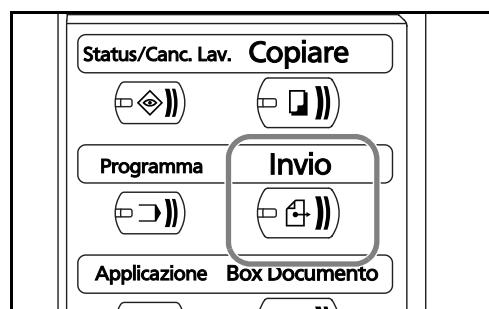 Status/Canc. Lav. Copiare
Programma Invio
Applicazione Box Documento